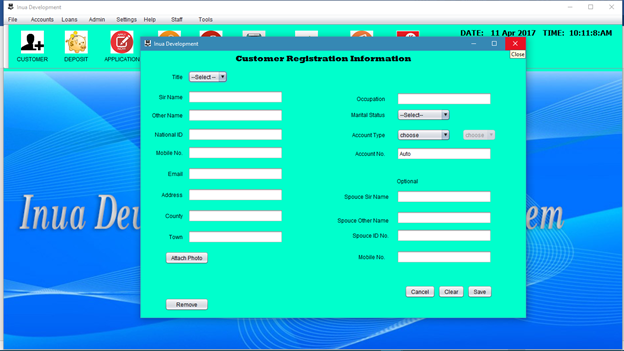 Inua Development
File Accounts Loans Admin Settings Help Staff Tools
DATE: 11 Apr 2017 TIME: 10:11:8:AM
CUSTOMER DEPOSIT APPLICATION
Inua Development
Close
Customer Registration Information
Title --Select --
Sir Name
Other Name
National ID
Mobile No.
Email
Address
County
Town
Attach Photo
Remove
Occupation
Marital Status --Select--
Account Type choose choose
Account No. Auto
Optional
Spouce Sir Name
Spouce Other Name
Spouce ID No.
Mobile No.
Cancel Clear Save
Inua Dev
em